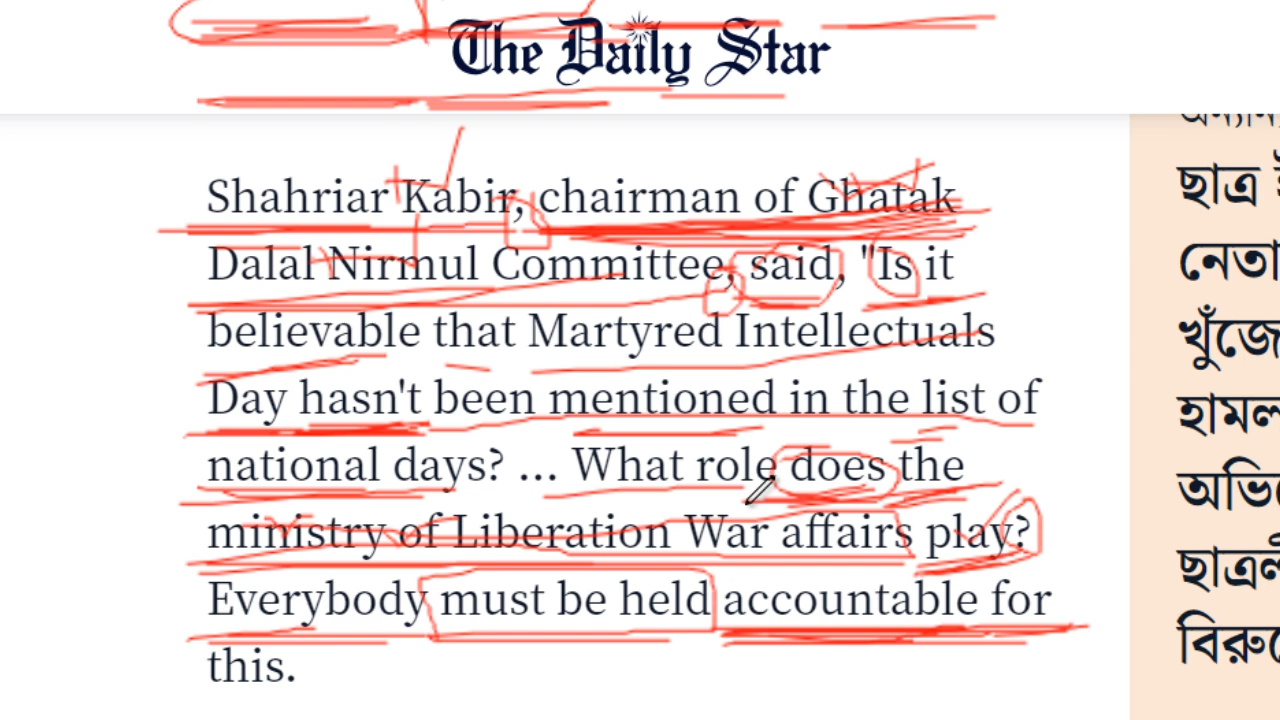 The Daily Star
Shahriar Kabir, chairman of Ghatak
Dalal Nirmul Committee, said, "Is it
believable that Martyred Intellectuals
Day hasn't been mentioned in the list of
national days? ... What role does the
ministry of Liberation War affairs play?
Everybody must be held accountable for
this.
ছাত্র
নেতা
খুঁজে
হামল
অভি
ছাত্রলী
বিরু